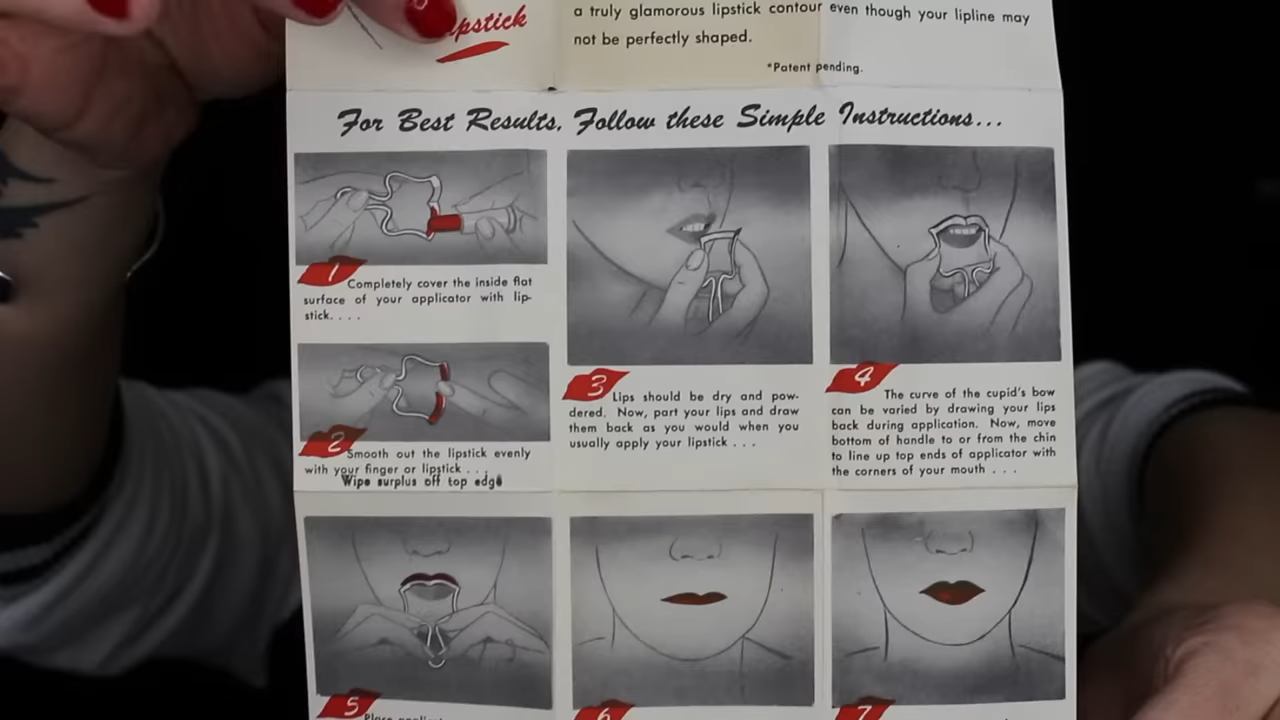 a truly glamorous lipstick contour even though your lipline may
not be perfectly shaped.
*Patent pending.
For Best Results, Follow these Simple Instructions...
1
Completely cover the inside flat
surface of your applicator with lip-
stick. . . .
2
Smooth out the lipstick evenly
with your finger or lipstick . . .
Wipe surplus off top edge
3
Lips should be dry and pow-
dered. Now, part your lips and draw
them back as you would when you
usually apply your lipstick . . .
4
The curve of the cupid's bow
can be varied by drawing your lips
back during application. Now, move
bottom of handle to or from the chin
to line up top ends of applicator with
the corners of your mouth . . .
5
Place
6
7